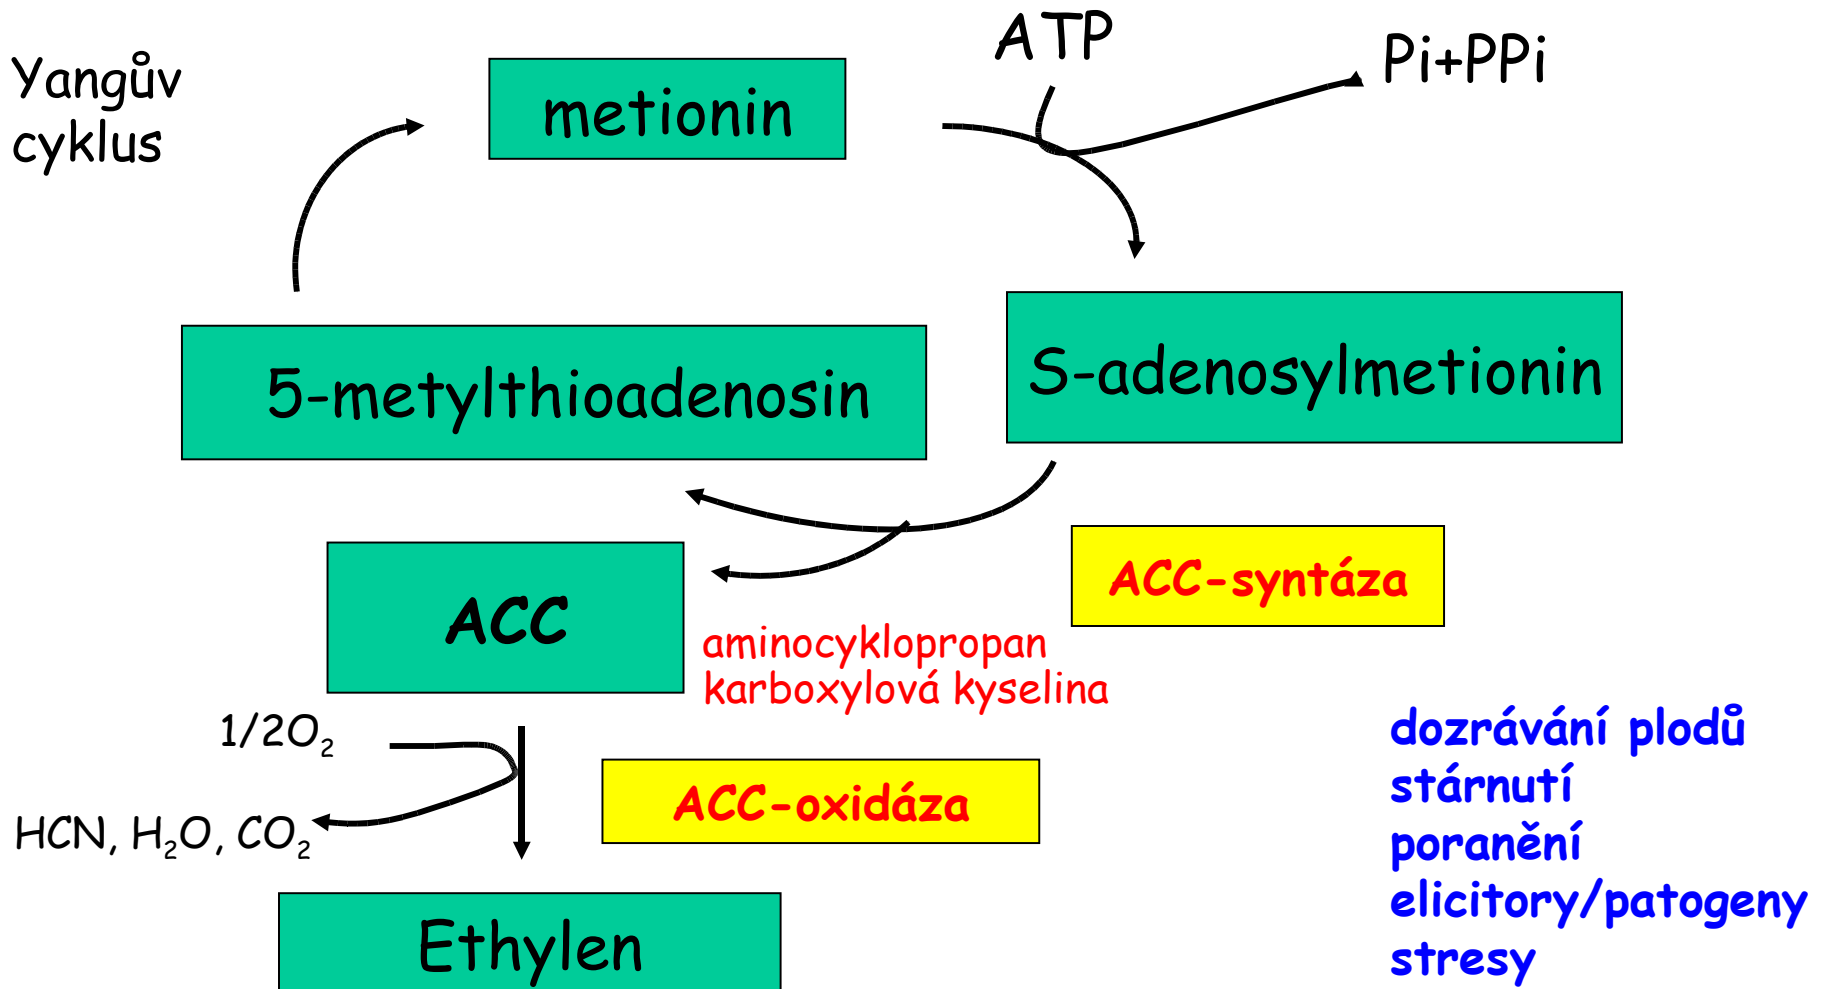 Yangův
cyklus
metionin
ATP
Pi+PPi
5-metylthioadenosin
S-adenosylmetionin
ACC
ACC-syntáza
aminocyklopropan
karboxylová kyselina
1/2O₂
ACC-oxidáza
HCN, H₂O, CO₂
Ethylen
dozrávání plodů
stárnutí
poranění
elicitory/patogeny
stresy